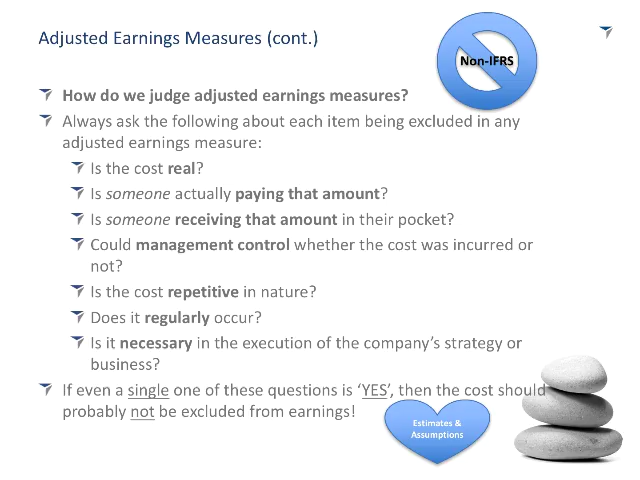 Adjusted Earnings Measures (cont.)
Non-IFRS
How do we judge adjusted earnings measures?
Always ask the following about each item being excluded in any
adjusted earnings measure:
Is the cost real?
Is someone actually paying that amount?
Is someone receiving that amount in their pocket?
Could management control whether the cost was incurred or
not?
Is the cost repetitive in nature?
Does it regularly occur?
Is it necessary in the execution of the company's strategy or
business?
If even a single one of these questions is 'YES', then the cost should
probably not be excluded from earnings!
Estimates &
Assumptions